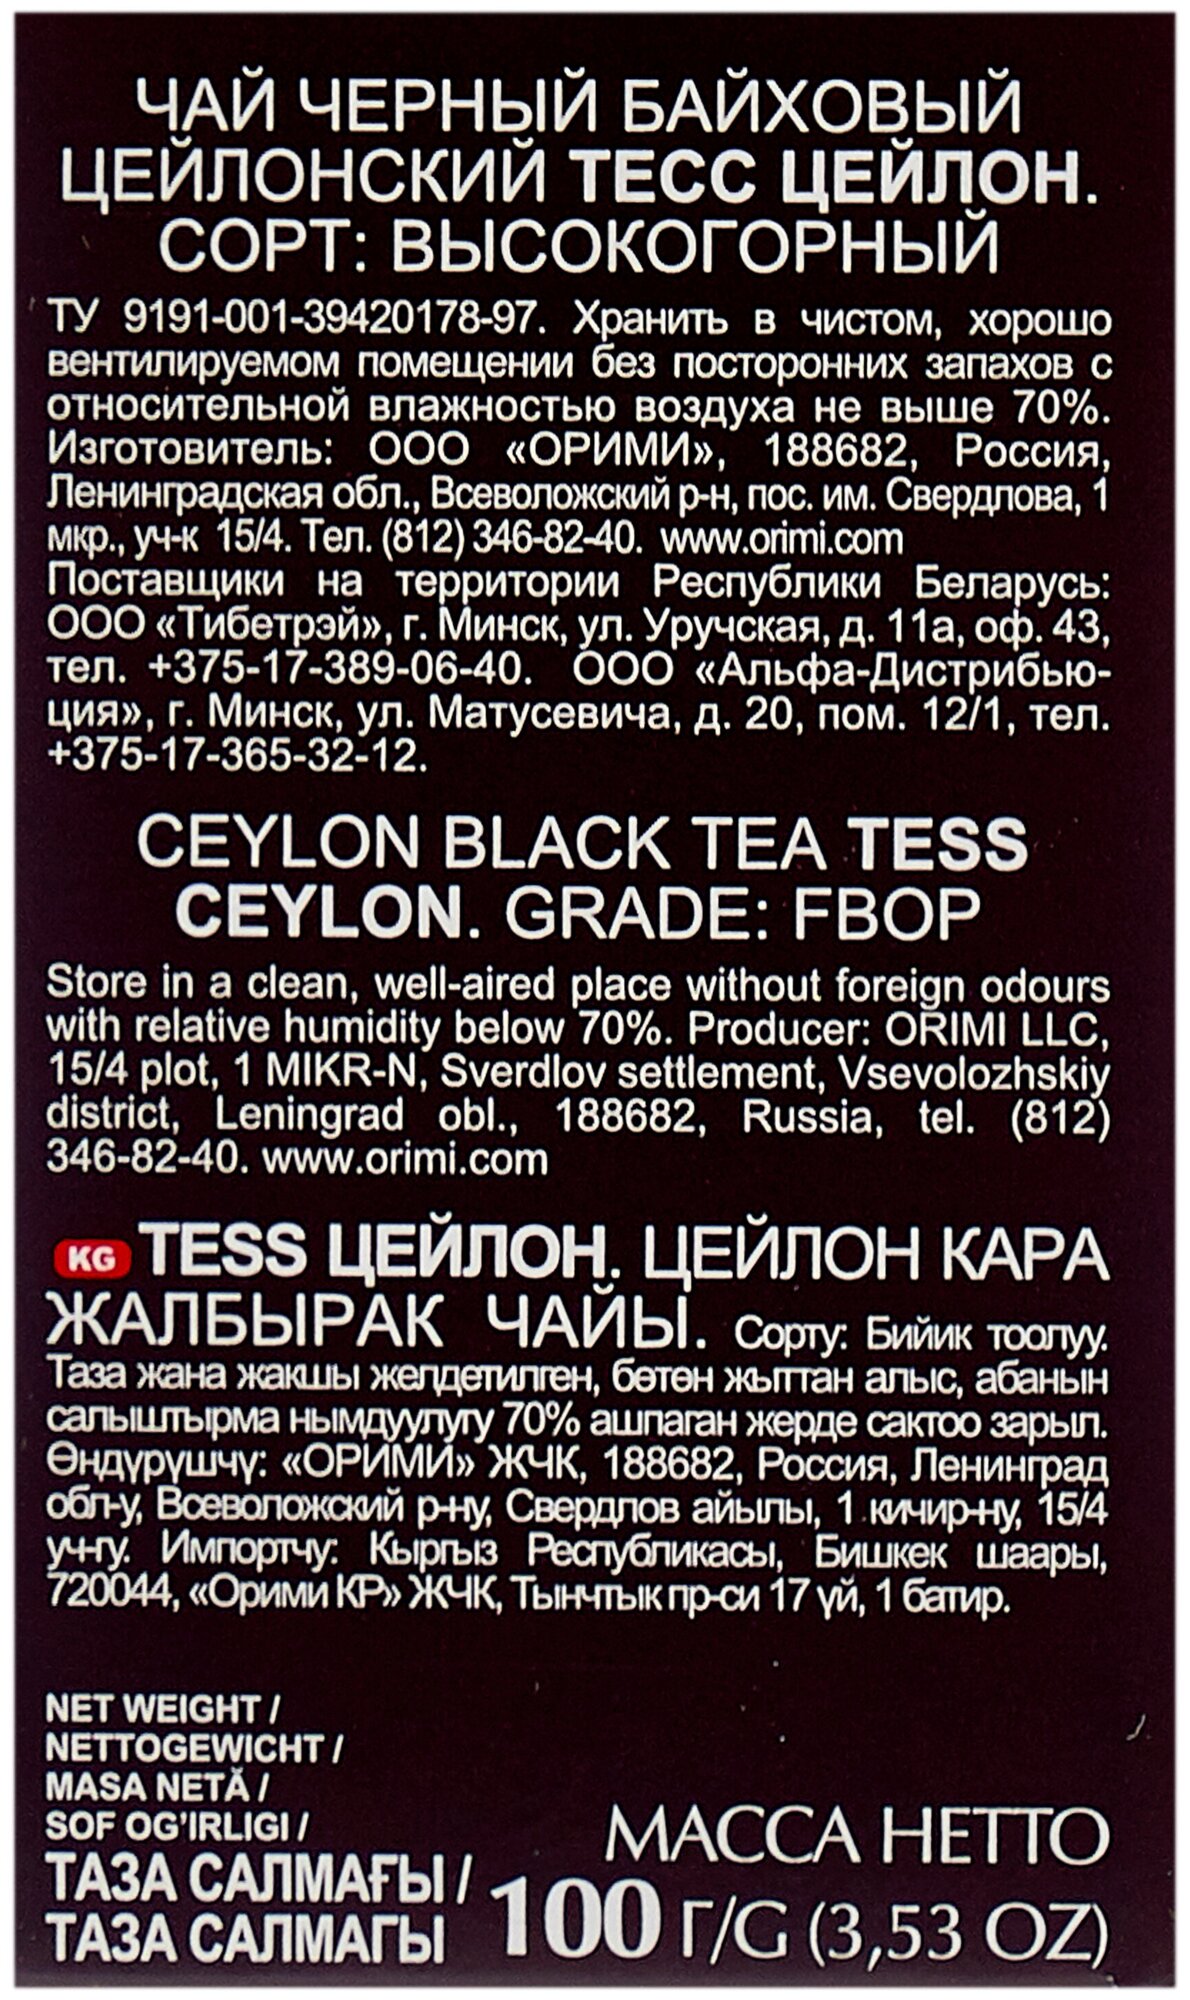 ЧАЙ ЧЕРНЫЙ БАЙХОВЫЙ
ЦЕЙЛОНСКИЙ ТЕСС ЦЕЙЛОН.
СОРТ: ВЫСОКОГОРНЫЙ
ТУ 9191-001-39420178-97. Хранить в чистом, хорошо
вентилируемом помещении без посторонних запахов с
относительной влажностью воздуха не выше 70%.
Изготовитель: ООО «ОРИМИ», 188682, Россия,
Ленинградская обл., Всеволожский р-н, пос. им. Свердлова, 1
мкр., уч-к 15/4. Тел. (812) 346-82-40. www.orimi.com
Поставщики на территории Республики Беларусь:
ООО «Тибетрэй», г. Минск, ул. Уручская, д. 11а, оф. 43,
тел. +375-17-389-06-40. ООО «Альфа-Дистрибью-
ция», г. Минск, ул. Матусевича, д. 20, пом. 12/1, тел.
+375-17-365-32-12.
CEYLON BLACK TEA TESS
CEYLON. GRADE: FBOP
Store in a clean, well-aired place without foreign odours
with relative humidity below 70%. Producer: ORIMI LLC,
15/4 plot, 1 MIKR-N, Sverdlov settlement, Vsevolozhskiy
district, Leningrad obl., 188682, Russia, tel. (812)
346-82-40. www.orimi.com
KG TESS ЦЕЙЛОН. ЦЕЙЛОН КАРА
ЖАЛБЫРАК ЧАЙЫ. Сорту: Бийик тоолуу.
Таза жана жакшы желдетилген, бөтөн жыттан алыс, абанын
салыштырма нымдуулугу 70% ашпаган жерде сактоо зарыл.
Өндүрүшчү: «ОРИМИ» ЖЧК, 188682, Россия, Ленинград
обл-у, Всеволожский р-ну, Свердлов айылы, 1 кичир-ну, 15/4
уч-гу. Импортчу: Кыргыз Республикасы, Бишкек шаары,
720044, «Орими КР» ЖЧК, Тынчтык пр-си 17 үй, 1 батир.
NET WEIGHT /
NETTOGEWICHT /
MASA NETĂ /
SOF OG'IRLIGI /
ТАЗА САЛМАҒЫ /
ТАЗА САЛМАГЫ
МАССА НЕТТО
100 Г/G (3,53 OZ)